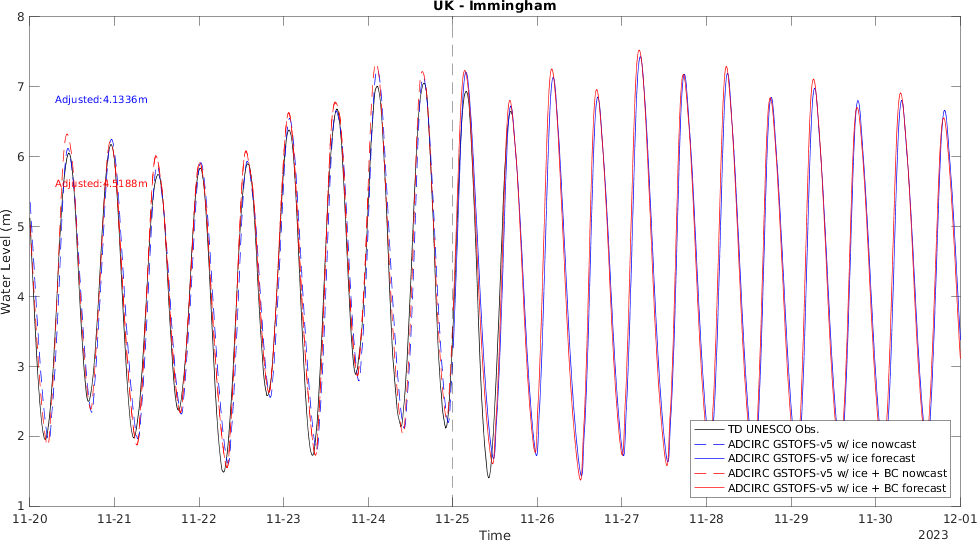 UK - Immingham
8
7
6
5
4
3
2
1
Water Level (m)
Adjusted:4.1336m
Adjusted:4.5188m
TD UNESCO Obs.
ADCIRC GSTOFS-v5 w/ ice nowcast
ADCIRC GSTOFS-v5 w/ ice forecast
ADCIRC GSTOFS-v5 w/ ice + BC nowcast
ADCIRC GSTOFS-v5 w/ ice + BC forecast
11-20 11-21 11-22 11-23 11-24 11-25 11-26 11-27 11-28 11-29 11-30 12-01
Time
2023